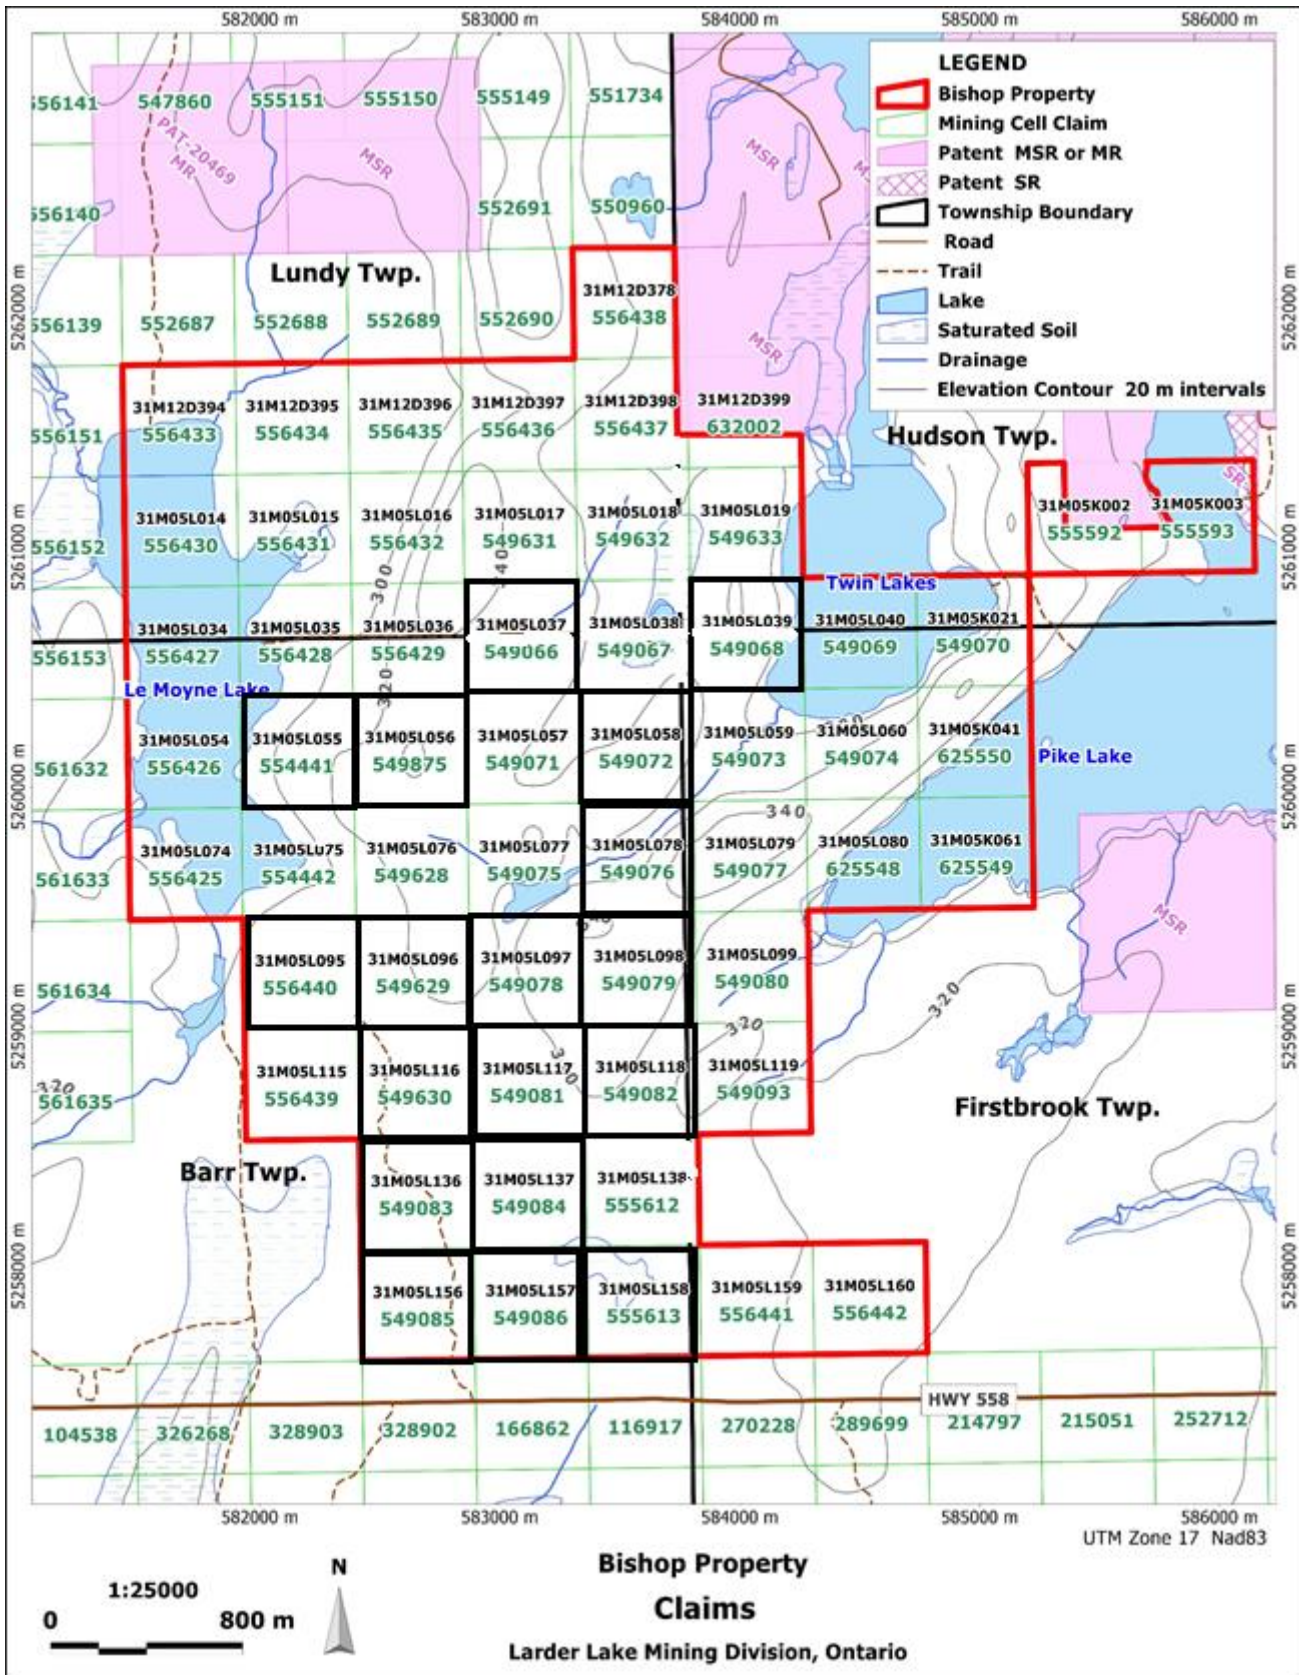 582000 m 583000 m 584000 m 585000 m 586000 m
LEGEND
Bishop Property
Mining Cell Claim
Patent MSR or MR
Patent SR
Township Boundary
Road
Trail
Lake
Saturated Soil
Drainage
Elevation Contour 20 m intervals
556141 547860 555151 555150 555149 551734
PAT-20469
MR MSR MSR
556140 552691 550960
Lundy Twp.
5262000 m 5262000 m
31M12D378
556139 552687 552688 552689 552690 556438
MSR
31M12D394 31M12D395 31M12D396 31M12D397 31M12D398 31M12D399
556151 556433 556434 556435 556436 556437 632002
Hudson Twp.
SR
31M05K002 31M05K003
555592 555593
31M05L014 31M05L015 31M05L016 31M05L017 31M05L018 31M05L019
556152 556430 556431 556432 549631 549632 549633
5261000 m 5261000 m
300
Twin Lakes
31M05L034 31M05L035 31M05L036 31M05L037 31M05L038 31M05L039 31M05L040 31M05K021
556153 556427 556428 556429 549066 549067 549068 549069 549070
Le Moyne Lake
320
31M05L054 31M05L055 31M05L056 31M05L057 31M05L058 31M05L059 31M05L060 31M05K041
561632 556426 554441 549875 549071 549072 549073 549074 625550
Pike Lake
5260000 m 5260000 m
340
31M05L074 31M05L075 31M05L076 31M05L077 31M05L078 31M05L079 31M05L080 31M05K061
561633 556425 554442 549628 549075 549076 549077 625548 625549
MSR
31M05L095 31M05L096 31M05L097 31M05L098 31M05L099
561634 556440 549629 549078 549079 549080
320
5259000 m 5259000 m
320
31M05L115 31M05L116 31M05L117 31M05L118 31M05L119
320
561635 556439 549630 549081 549082 549093
Firstbrook Twp.
Barr Twp.
31M05L136 31M05L137 31M05L138
549083 549084 555612
5258000 m 5258000 m
31M05L156 31M05L157 31M05L158 31M05L159 31M05L160
549085 549086 555613 556441 556442
HWY 558
104538 326268 328903 328902 166862 116917 270228 289699 214797 215051 252712
582000 m 583000 m 584000 m 585000 m 586000 m
UTM Zone 17 Nad83
N
Bishop Property
1:25000
Claims
0 800 m
Larder Lake Mining Division, Ontario